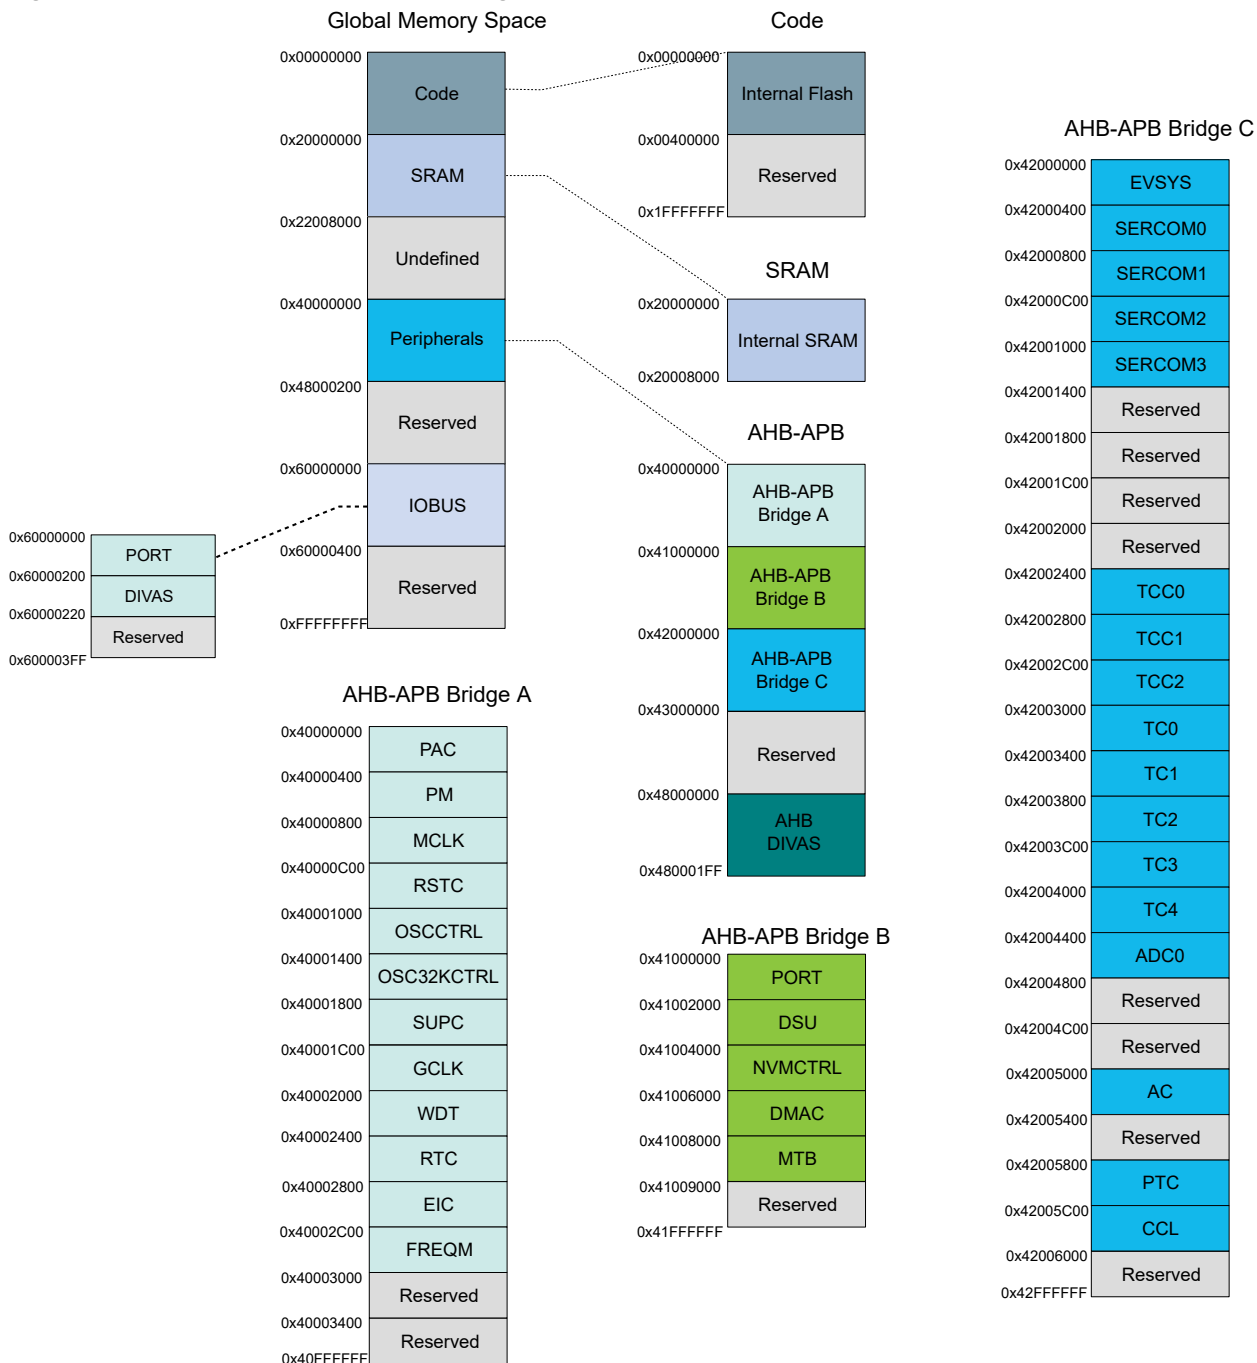 Global Memory Space
0x00000000
Code
0x20000000
SRAM
0x22008000
Undefined
0x40000000
Peripherals
0x48000200
Reserved
0x60000000
IOBUS
0x60000400
Reserved
0xFFFFFFFF
0x60000000
PORT
0x60000200
DIVAS
0x60000220
Reserved
0x600003FF
Code
0x00000000
Internal Flash
0x00400000
Reserved
0x1FFFFFFF
SRAM
0x20000000
Internal SRAM
0x20008000
AHB-APB
0x40000000
AHB-APB
Bridge A
0x41000000
AHB-APB
Bridge B
0x42000000
AHB-APB
Bridge C
0x43000000
Reserved
0x48000000
AHB
DIVAS
0x480001FF
AHB-APB Bridge A
0x40000000
PAC
0x40000400
PM
0x40000800
MCLK
0x40000C00
RSTC
0x40001000
OSCCTRL
0x40001400
OSC32KCTRL
0x40001800
SUPC
0x40001C00
GCLK
0x40002000
WDT
0x40002400
RTC
0x40002800
EIC
0x40002C00
FREQM
0x40003000
Reserved
0x40003400
Reserved
0x40FFFFFF
AHB-APB Bridge B
0x41000000
PORT
0x41002000
DSU
0x41004000
NVMCTRL
0x41006000
DMAC
0x41008000
MTB
0x41009000
Reserved
0x41FFFFFF
AHB-APB Bridge C
0x42000000
EVSYS
0x42000400
SERCOM0
0x42000800
SERCOM1
0x42000C00
SERCOM2
0x42001000
SERCOM3
0x42001400
Reserved
0x42001800
Reserved
0x42001C00
Reserved
0x42002000
Reserved
0x42002400
TCC0
0x42002800
TCC1
0x42002C00
TCC2
0x42003000
TC0
0x42003400
TC1
0x42003800
TC2
0x42003C00
TC3
0x42004000
TC4
0x42004400
ADC0
0x42004800
Reserved
0x42004C00
Reserved
0x42005000
AC
0x42005400
Reserved
0x42005800
PTC
0x42005C00
CCL
0x42006000
Reserved
0x42FFFFFF